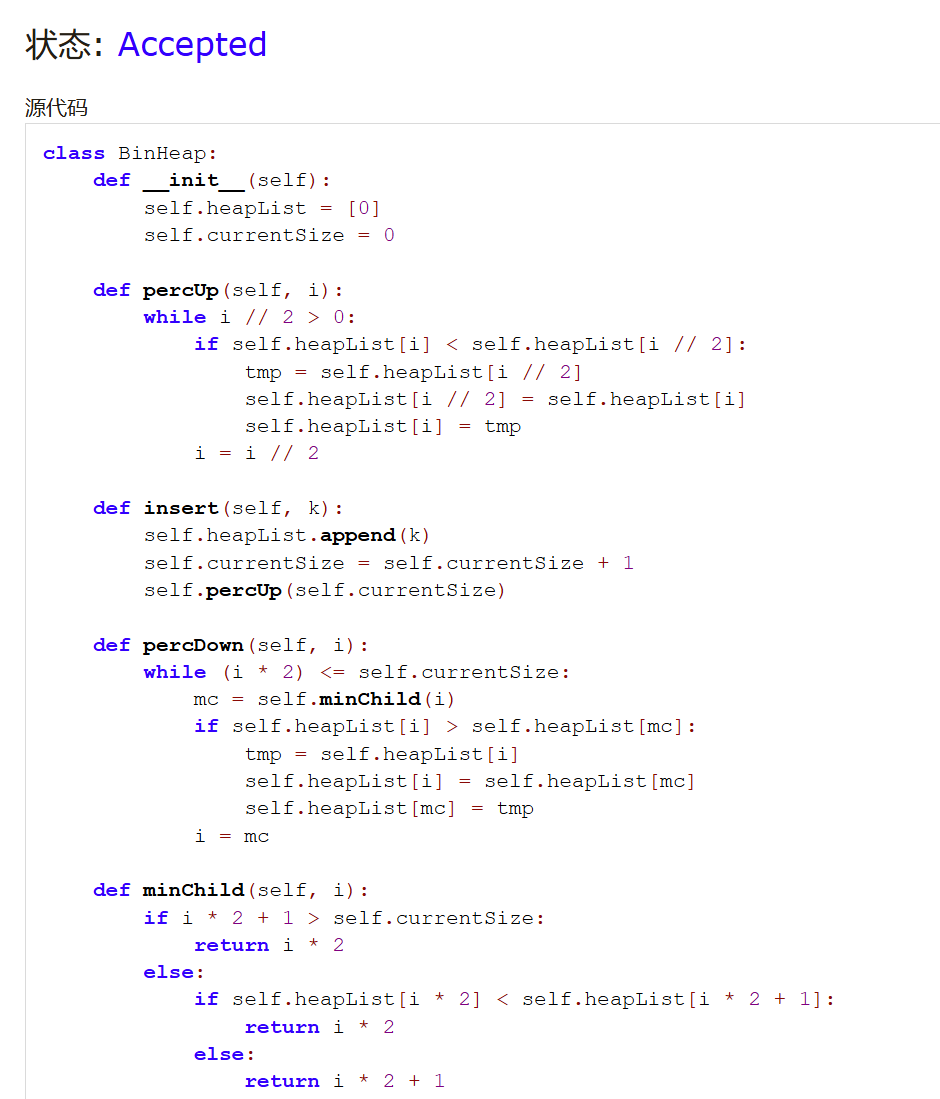 状态: Accepted
源代码
class BinHeap:
    def __init__(self):
        self.heapList = [0]
        self.currentSize = 0
    def percUp(self, i):
        while i // 2 > 0:
            if self.heapList[i] < self.heapList[i // 2]:
                tmp = self.heapList[i // 2]
                self.heapList[i // 2] = self.heapList[i]
                self.heapList[i] = tmp
            i = i // 2
    def insert(self, k):
        self.heapList.append(k)
        self.currentSize = self.currentSize + 1
        self.percUp(self.currentSize)
    def percDown(self, i):
        while (i * 2) <= self.currentSize:
            mc = self.minChild(i)
            if self.heapList[i] > self.heapList[mc]:
                tmp = self.heapList[i]
                self.heapList[i] = self.heapList[mc]
                self.heapList[mc] = tmp
            i = mc
    def minChild(self, i):
        if i * 2 + 1 > self.currentSize:
            return i * 2
        else:
            if self.heapList[i * 2] < self.heapList[i * 2 + 1]:
                return i * 2
            else:
                return i * 2 + 1